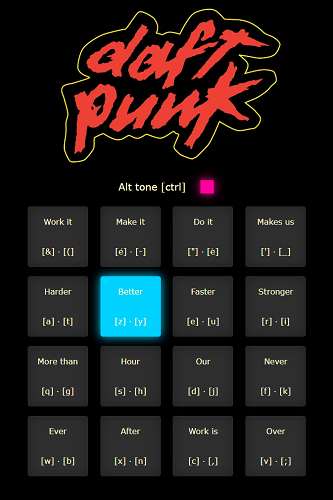 daft
punk
Alt tone [ctrl]
Work it
Make it
Do it
Makes us
[&] · [(]
[é] · [-]
["] · [è]
['] · [_]
Harder
Better
Faster
Stronger
[a] · [t]
[z] · [y]
[e] · [u]
[r] · [i]
More than
Hour
Our
Never
[q] · [g]
[s] · [h]
[d] · [j]
[f] · [k]
Ever
After
Work is
Over
[w] · [b]
[x] · [n]
[c] · [,]
[v] · [;]